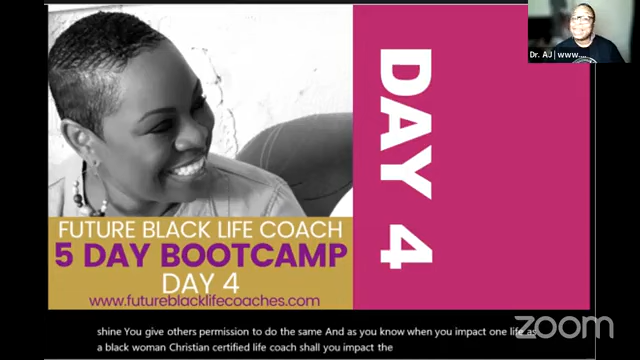 FUTURE BLACK LIFE COACH
5 DAY BOOTCAMP
DAY 4
www.futureblacklifecoaches.com
DAY 4
Dr. AJ | www....
shine You give others permission to do the same And as you know when you impact one life as
a black woman Christian certified life coach shall you impact the
zoom